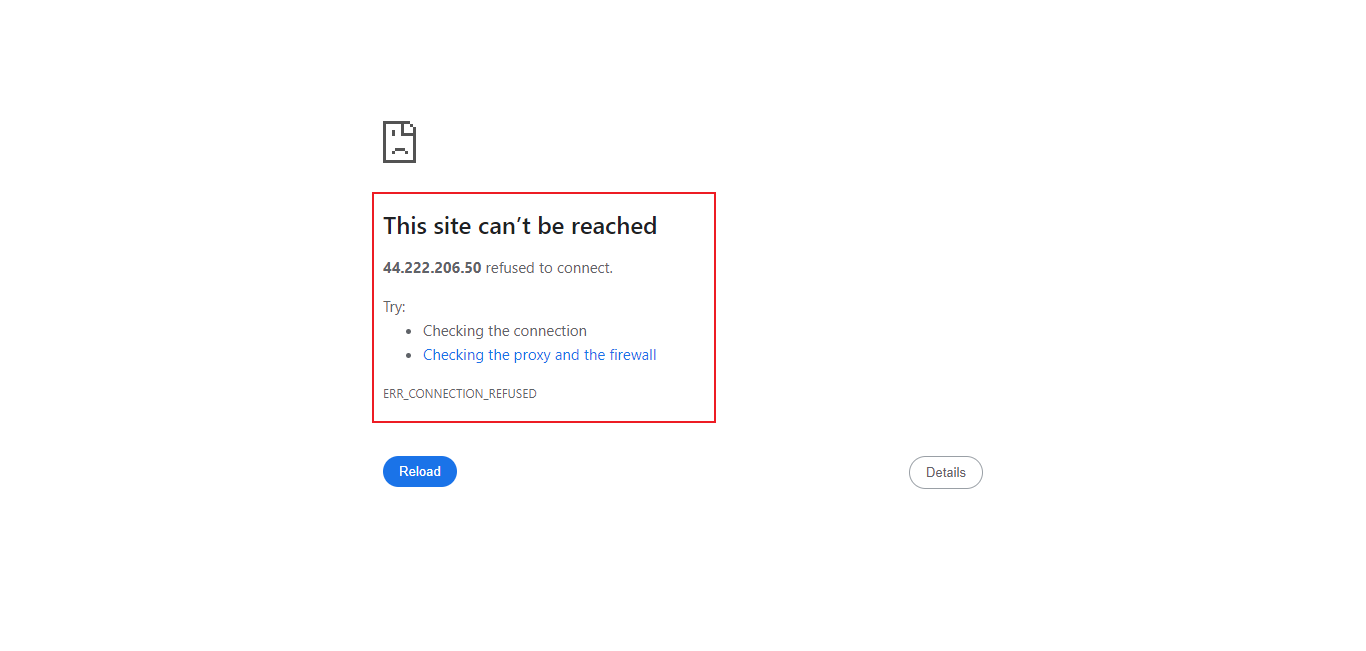 This site can’t be reached
44.222.206.50 refused to connect.
Try:
• Checking the connection
• Checking the proxy and the firewall
ERR_CONNECTION_REFUSED
Reload
Details